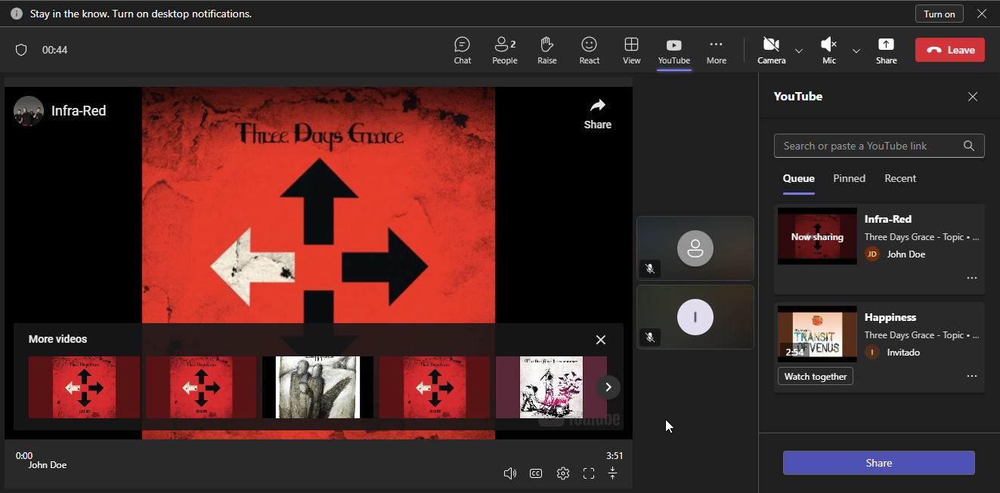 Stay in the know. Turn on desktop notifications.
Turn on
00:44
Chat
People
2
Raise
React
View
YouTube
More
Camera
Mic
Share
Leave
Infra-Red
Share
Three Days Grace
More videos
YouTube
0:00
3:51
John Doe
CC
I
YouTube
Search or paste a YouTube link
Queue
Pinned
Recent
Now sharing
Infra-Red
Three Days Grace - Topic • ...
JD
John Doe
TRANSIT
OF VENUS
2:54
Happiness
Three Days Grace - Topic • ...
I
Invitado
Watch together
Share